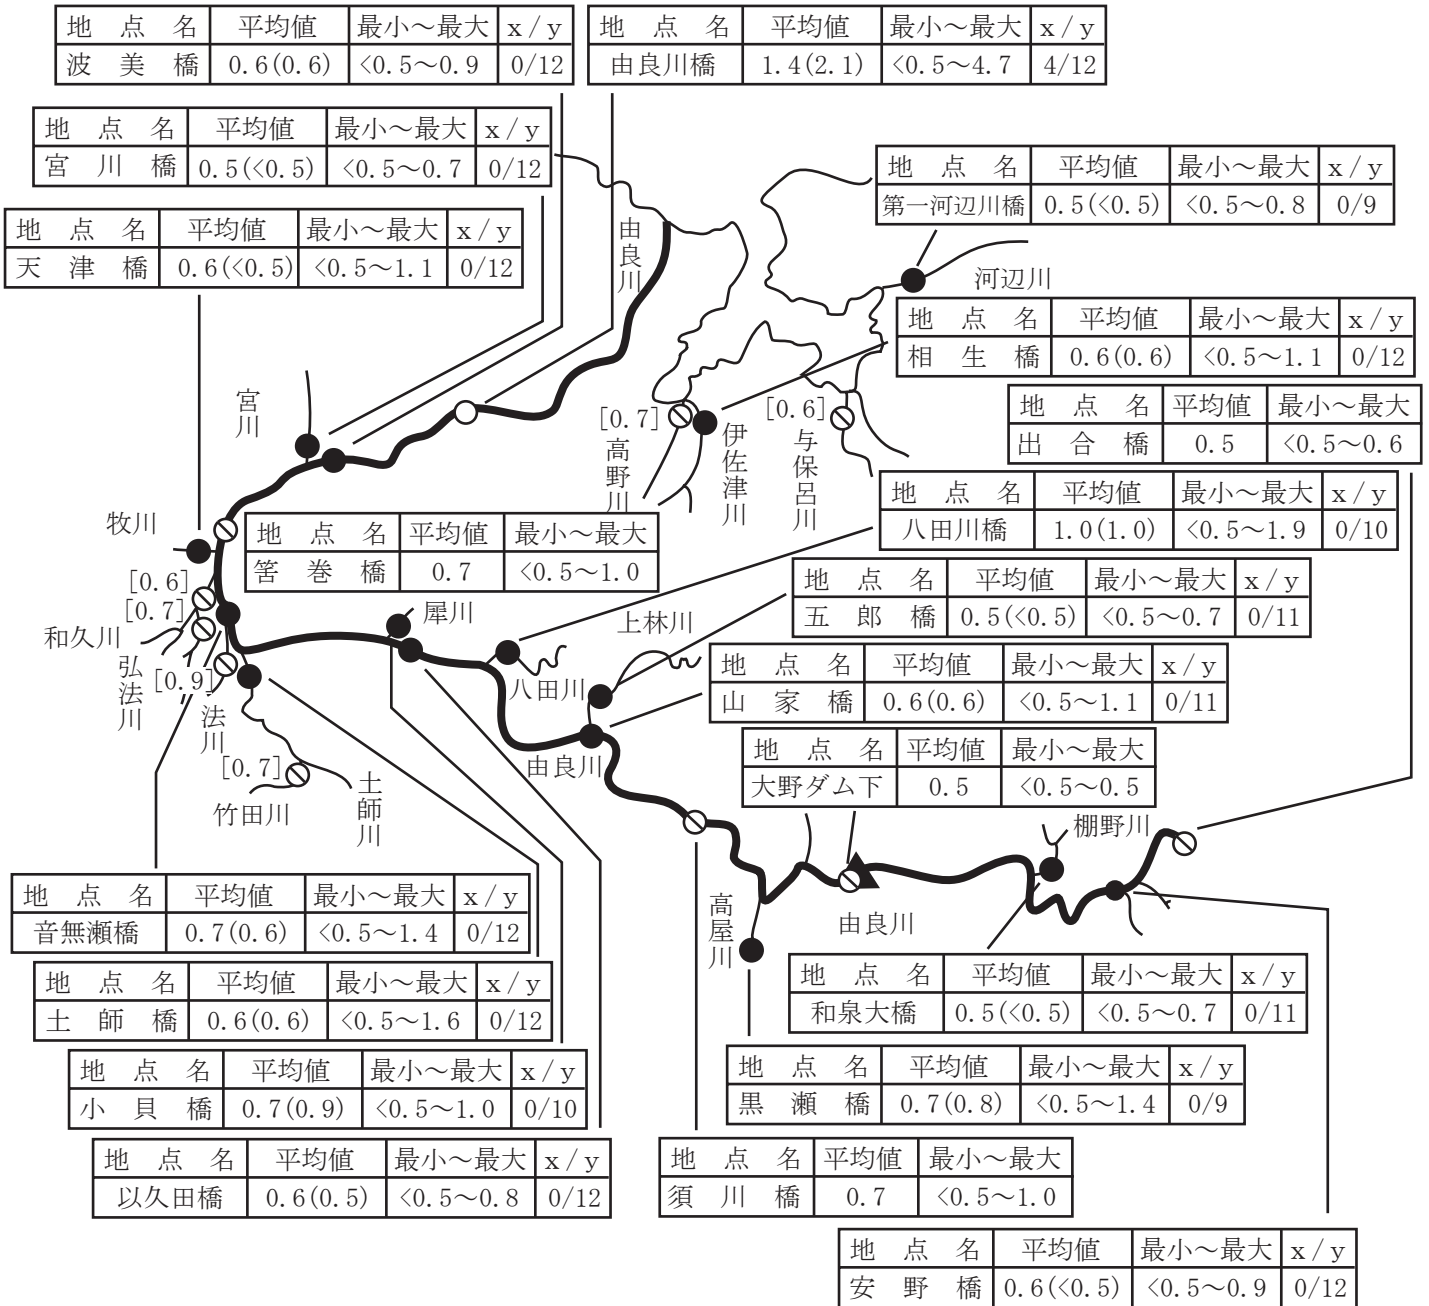 地点名 平均値 最小～最大 x/y
波美橋 0.6(0.6) <0.5～0.9 0/12
地点名 平均値 最小～最大 x/y
由良川橋 1.4(2.1) <0.5～4.7 4/12
地点名 平均値 最小～最大 x/y
宮川橋 0.5(<0.5) <0.5～0.7 0/12
地点名 平均値 最小～最大 x/y
第一河辺川橋 0.5(<0.5) <0.5～0.8 0/9
地点名 平均値 最小～最大 x/y
天津橋 0.6(<0.5) <0.5～1.1 0/12
由良川
河辺川
地点名 平均値 最小～最大 x/y
相生橋 0.6(0.6) <0.5～1.1 0/12
宮川
[0.7]
高野川
伊佐津川
[0.6]
与保呂川
地点名 平均値 最小～最大
出合橋 0.5 <0.5～0.6
地点名 平均値 最小～最大 x/y
八田川橋 1.0(1.0) <0.5～1.9 0/10
牧川
地点名 平均値 最小～最大
筈巻橋 0.7 <0.5～1.0
地点名 平均値 最小～最大 x/y
五郎橋 0.5(<0.5) <0.5～0.7 0/11
[0.6]
[0.7]
和久川
犀川
上林川
弘法川
[0.9]
法川
八田川
地点名 平均値 最小～最大 x/y
山家橋 0.6(0.6) <0.5～1.1 0/11
[0.7]
竹田川
土師川
由良川
地点名 平均値 最小～最大
大野ダム下 0.5 <0.5～0.5
棚野川
高屋川
由良川
地点名 平均値 最小～最大 x/y
音無瀬橋 0.7(0.6) <0.5～1.4 0/12
地点名 平均値 最小～最大 x/y
土師橋 0.6(0.6) <0.5～1.6 0/12
地点名 平均値 最小～最大 x/y
和泉大橋 0.5(<0.5) <0.5～0.7 0/11
地点名 平均値 最小～最大 x/y
小貝橋 0.7(0.9) <0.5～1.0 0/10
地点名 平均値 最小～最大 x/y
黒瀬橋 0.7(0.8) <0.5～1.4 0/9
地点名 平均値 最小～最大 x/y
以久田橋 0.6(0.5) <0.5～0.8 0/12
地点名 平均値 最小～最大
須川橋 0.7 <0.5～1.0
地点名 平均値 最小～最大 x/y
安野橋 0.6(<0.5) <0.5～0.9 0/12